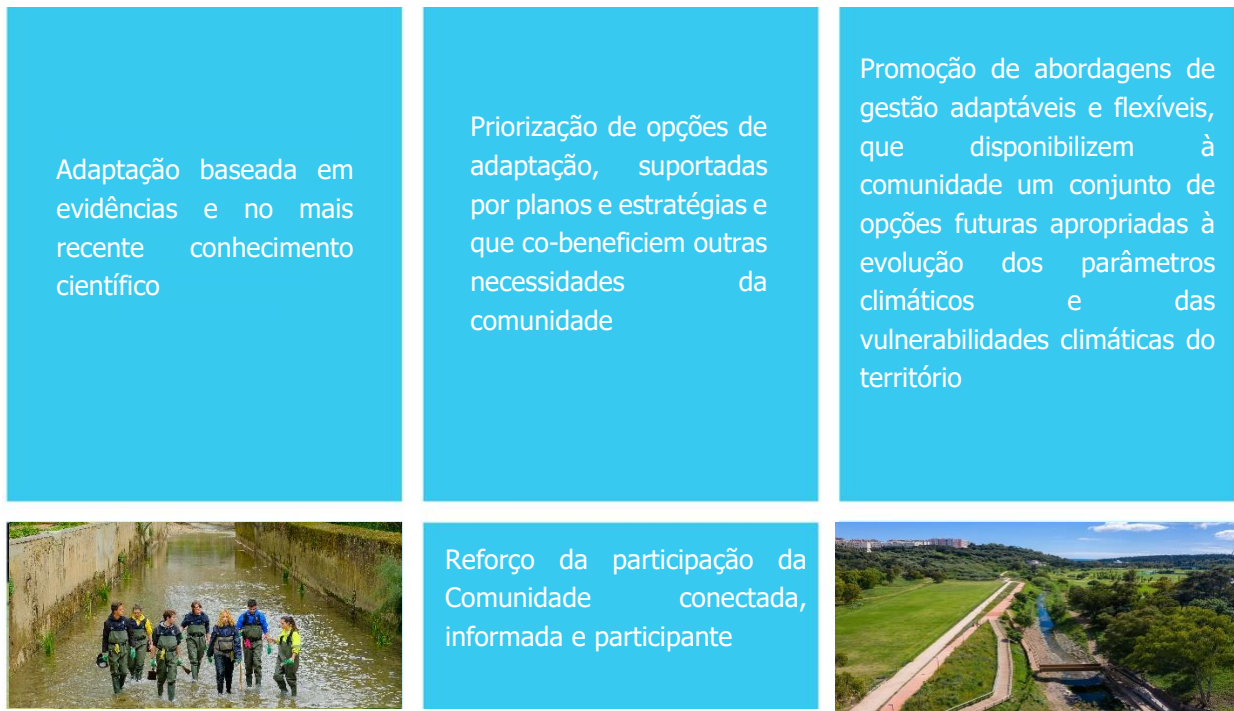 Adaptação baseada em
evidências e no mais
recente conhecimento
científico
Priorização de opções de
adaptação, suportadas
por planos e estratégias e
que co-beneficiem outras
necessidades da
comunidade
Promoção de abordagens de
gestão adaptáveis e flexíveis,
que disponibilizem à
comunidade um conjunto de
opções futuras apropriadas à
evolução dos parâmetros
climáticos e das
vulnerabilidades climáticas do
território
Reforço da participação da
Comunidade conectada,
informada e participante